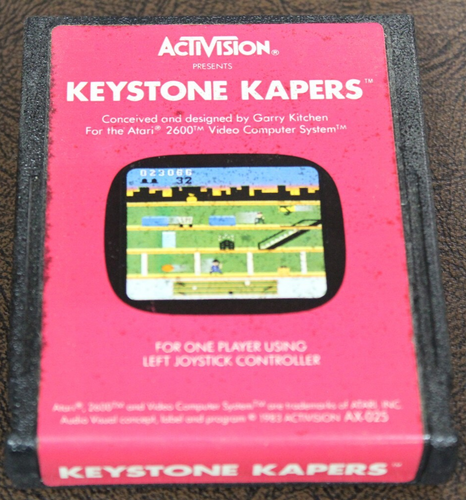 ACTIVISION®
PRESENTS
KEYSTONE KAPERS™
Conceived and designed by Garry Kitchen
For the Atari® 2600™ Video Computer System™
023066
32
FOR ONE PLAYER USING
LEFT JOYSTICK CONTROLLER
Atari®, 2600™ and Video Computer System™ are trademarks of ATARI, INC.
Audio Visual concept, label and program © 1983 ACTIVISION AX-025
KEYSTONE KAPERS™